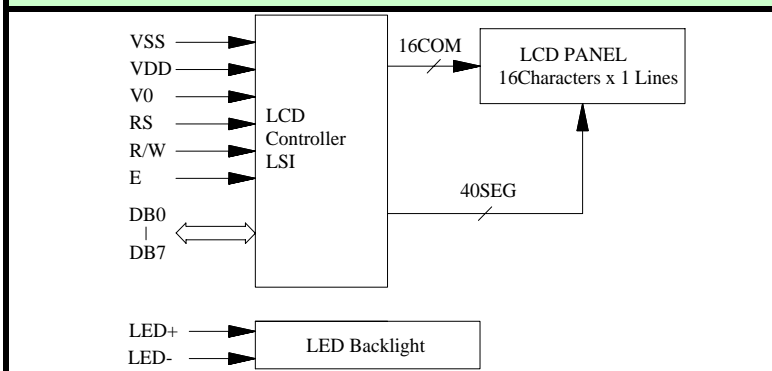 VSS
VDD
V0
RS
R/W
E
DB0
|
DB7
LCD
Controller
LSI
16COM
40SEG
LCD PANEL
16Characters x 1 Lines
LED+
LED-
LED Backlight